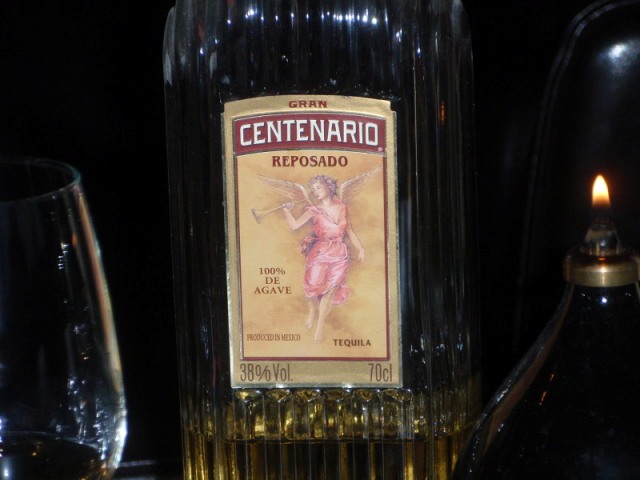 GRAN
CENTENARIO
REPOSADO
100%
DE
AGAVE
PRODUCED IN MEXICO
TEQUILA
38% Vol.
70cl